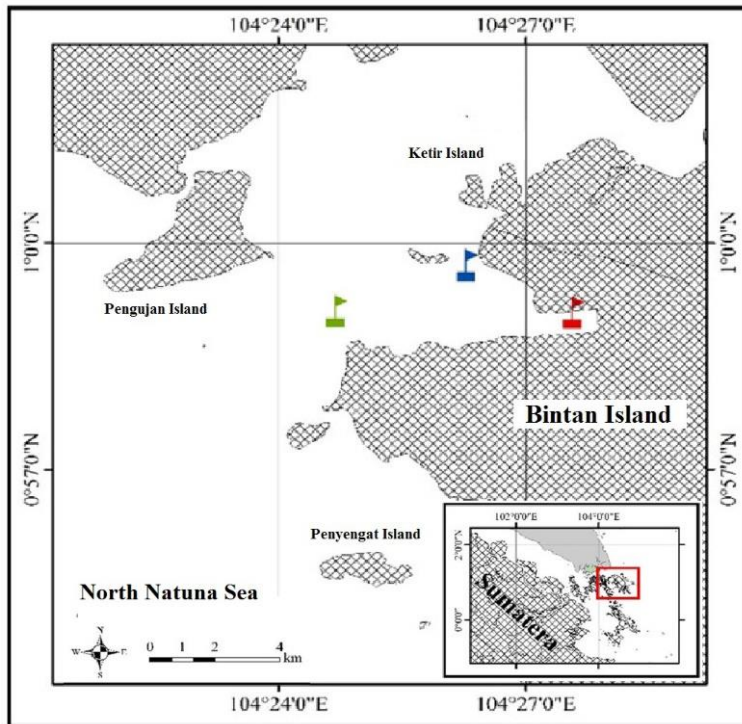 104°24'0"E
104°27'0"E
Ketir Island
1°0'0"N
1°0'0"N
Pengujan Island
Bintan Island
0°57'0"N
0°57'0"N
Penyengat Island
North Natuna Sea
102°0'0"E
104°0'0"E
2°0'0"N
0°0'0"
Sumatera
N
W
E
S
0
2
4
km
104°24'0"E
104°27'0"E